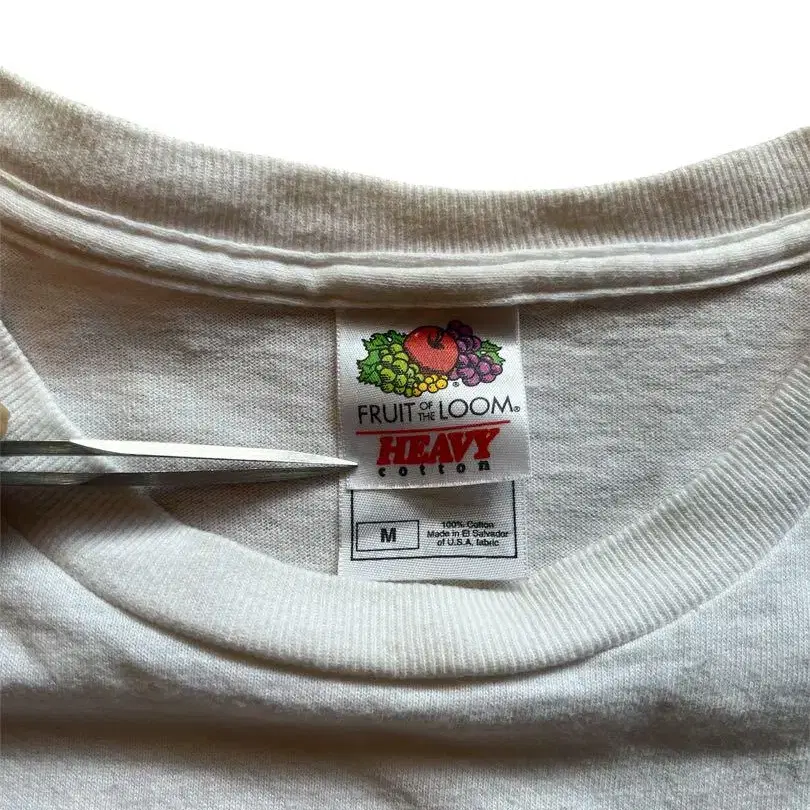 FRUIT OF THE LOOM®
HEAVY
cotton
M
100% Cotton
Made in El Salvador
of U.S.A. fabric